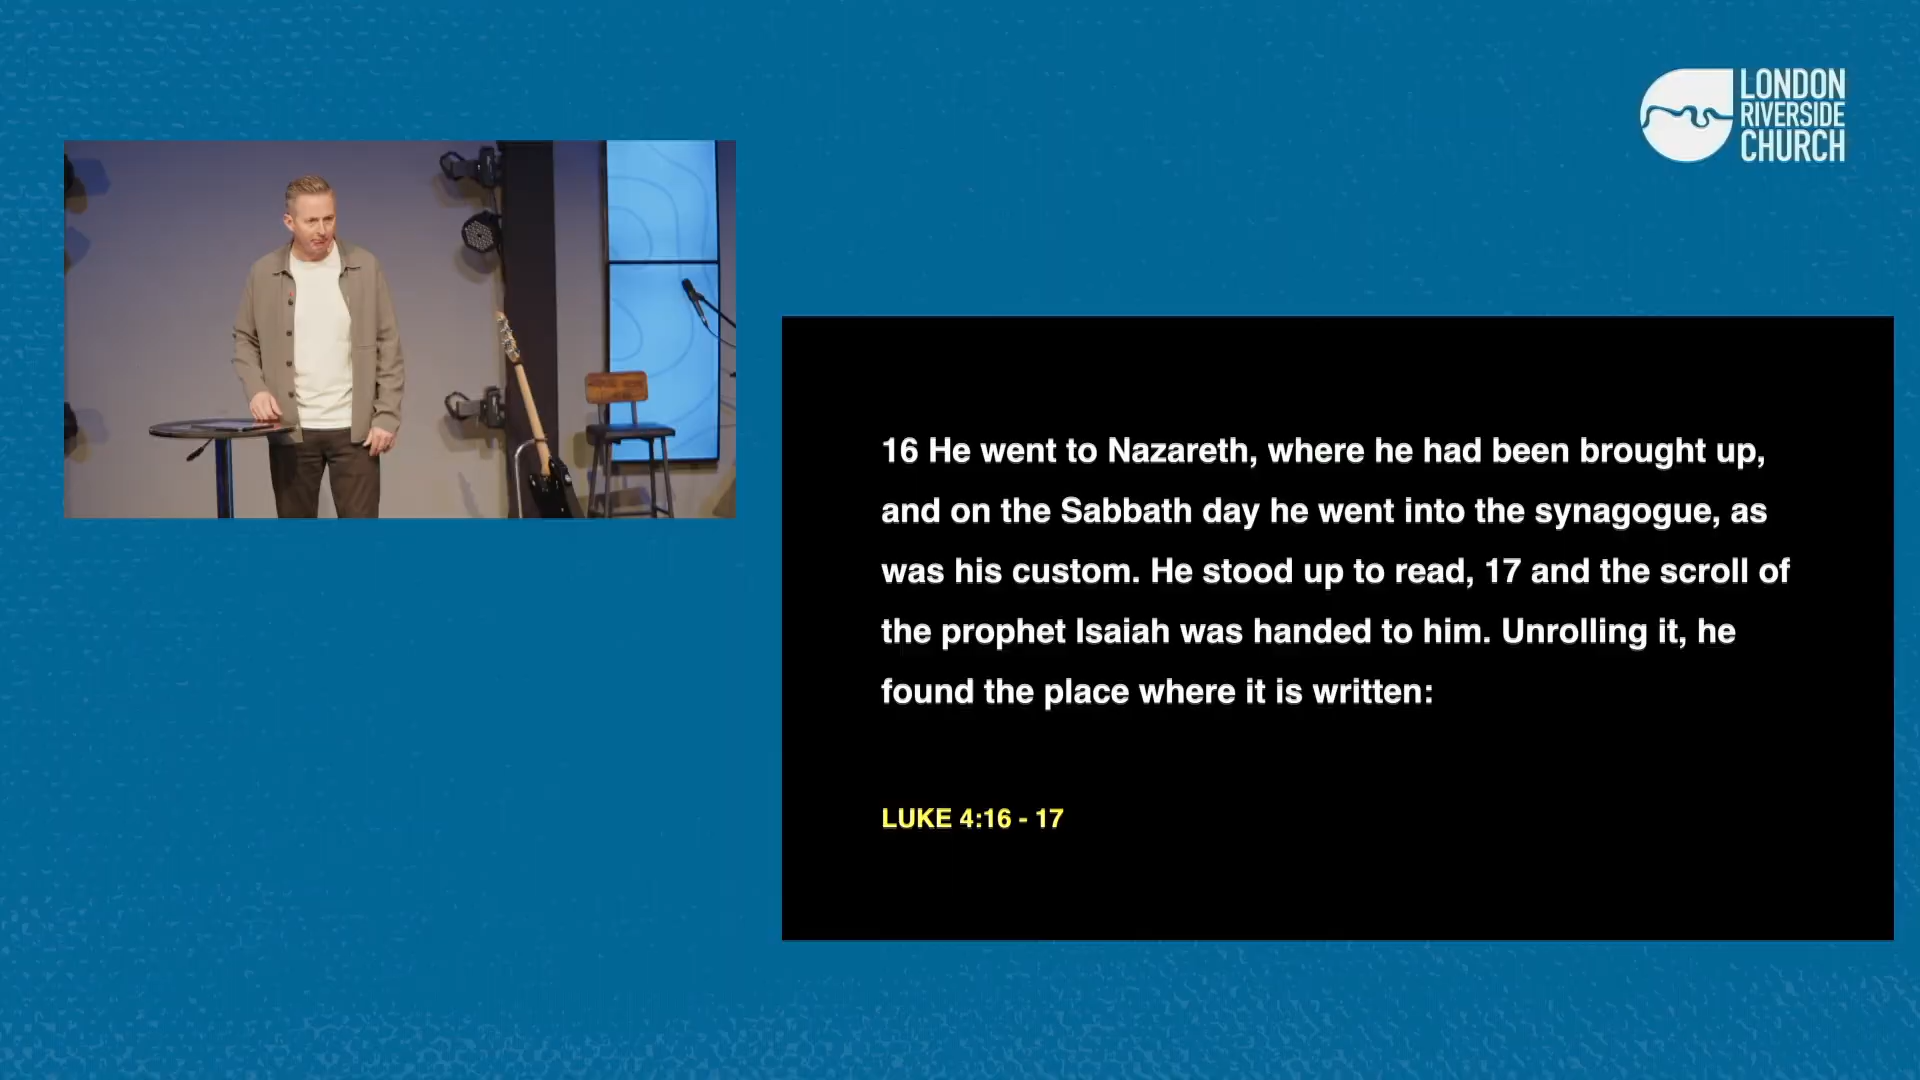 LONDON
RIVERSIDE
CHURCH
16 He went to Nazareth, where he had been brought up,
and on the Sabbath day he went into the synagogue, as
was his custom. He stood up to read, 17 and the scroll of
the prophet Isaiah was handed to him. Unrolling it, he
found the place where it is written:
LUKE 4:16 - 17